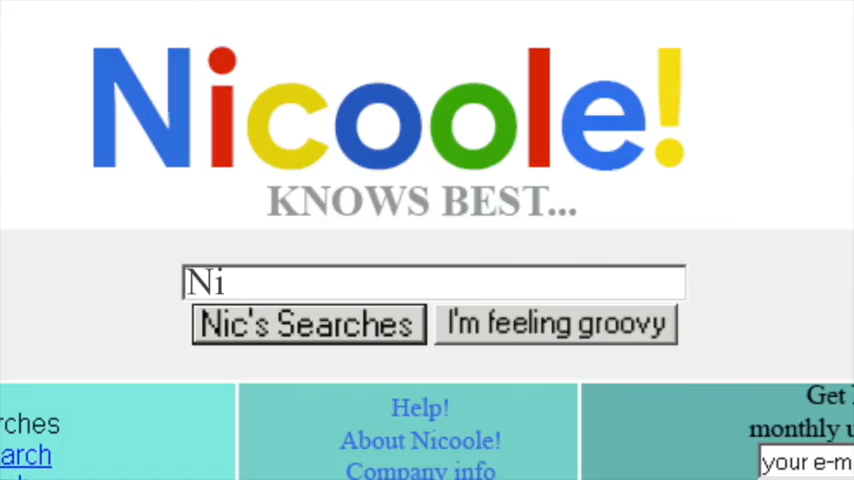 Nicoole!
KNOWS BEST...
Ni
Nic's Searches I'm feeling groovy
rches
arch
Help!
About Nicoole!
Company info
Get
monthly u
your e-m